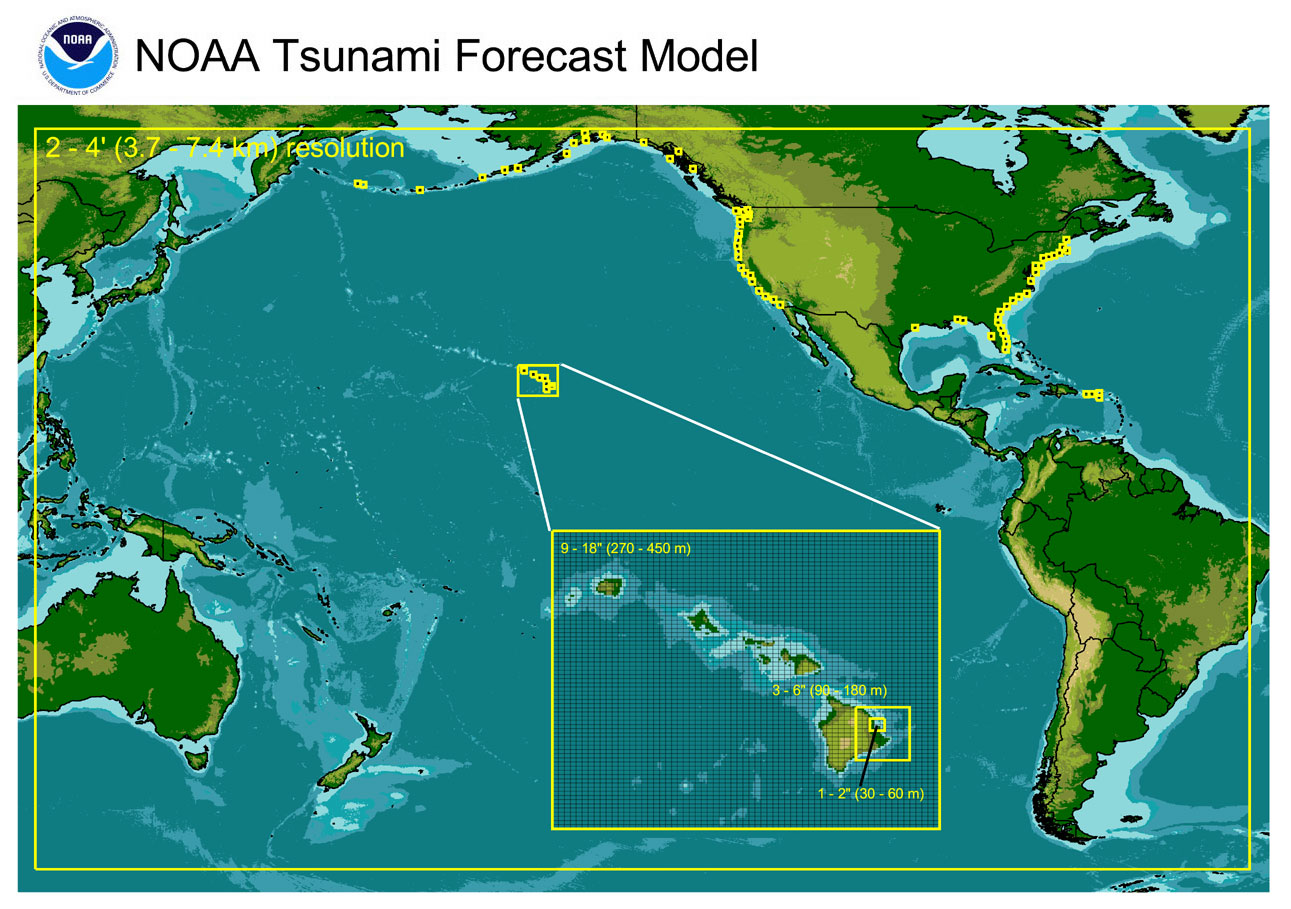 NATIONAL OCEANIC AND ATMOSPHERIC ADMINISTRATION
NOAA
U.S. DEPARTMENT OF COMMERCE
NOAA Tsunami Forecast Model
2 - 4' (3.7 - 7.4 km) resolution
9 - 18" (270 - 450 m)
3 - 6" (90 - 180 m)
1 - 2" (30 - 60 m)